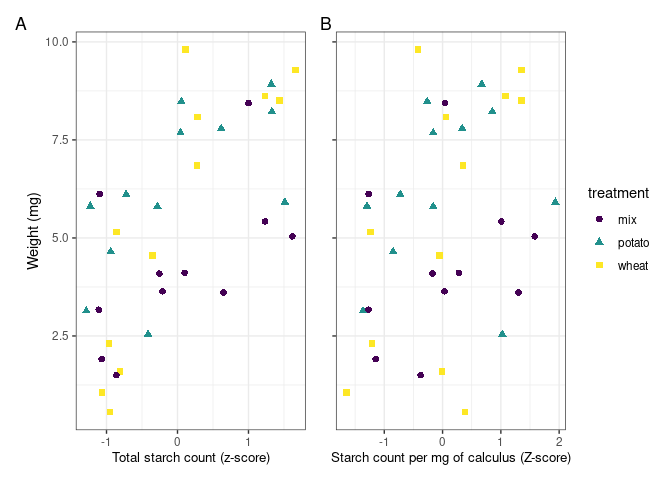 A
B
Weight (mg)
10.0
7.5
5.0
2.5
-1
0
1
Total starch count (z-score)
-1
0
1
2
Starch count per mg of calculus (Z-score)
treatment
mix
potato
wheat